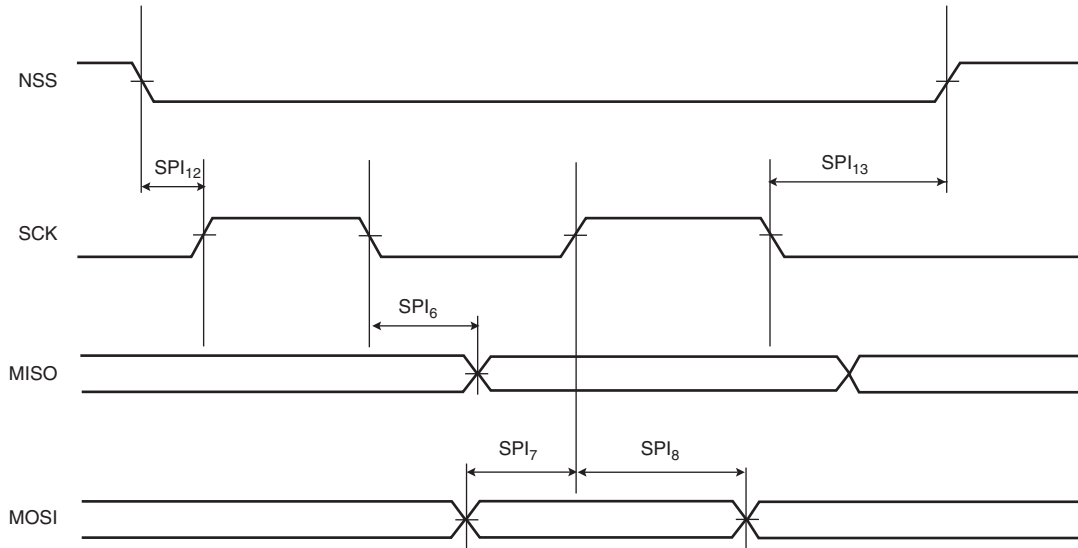 NSS
SPI₁₂
SPI₁₃
SCK
SPI₆
MISO
SPI₇
SPI₈
MOSI